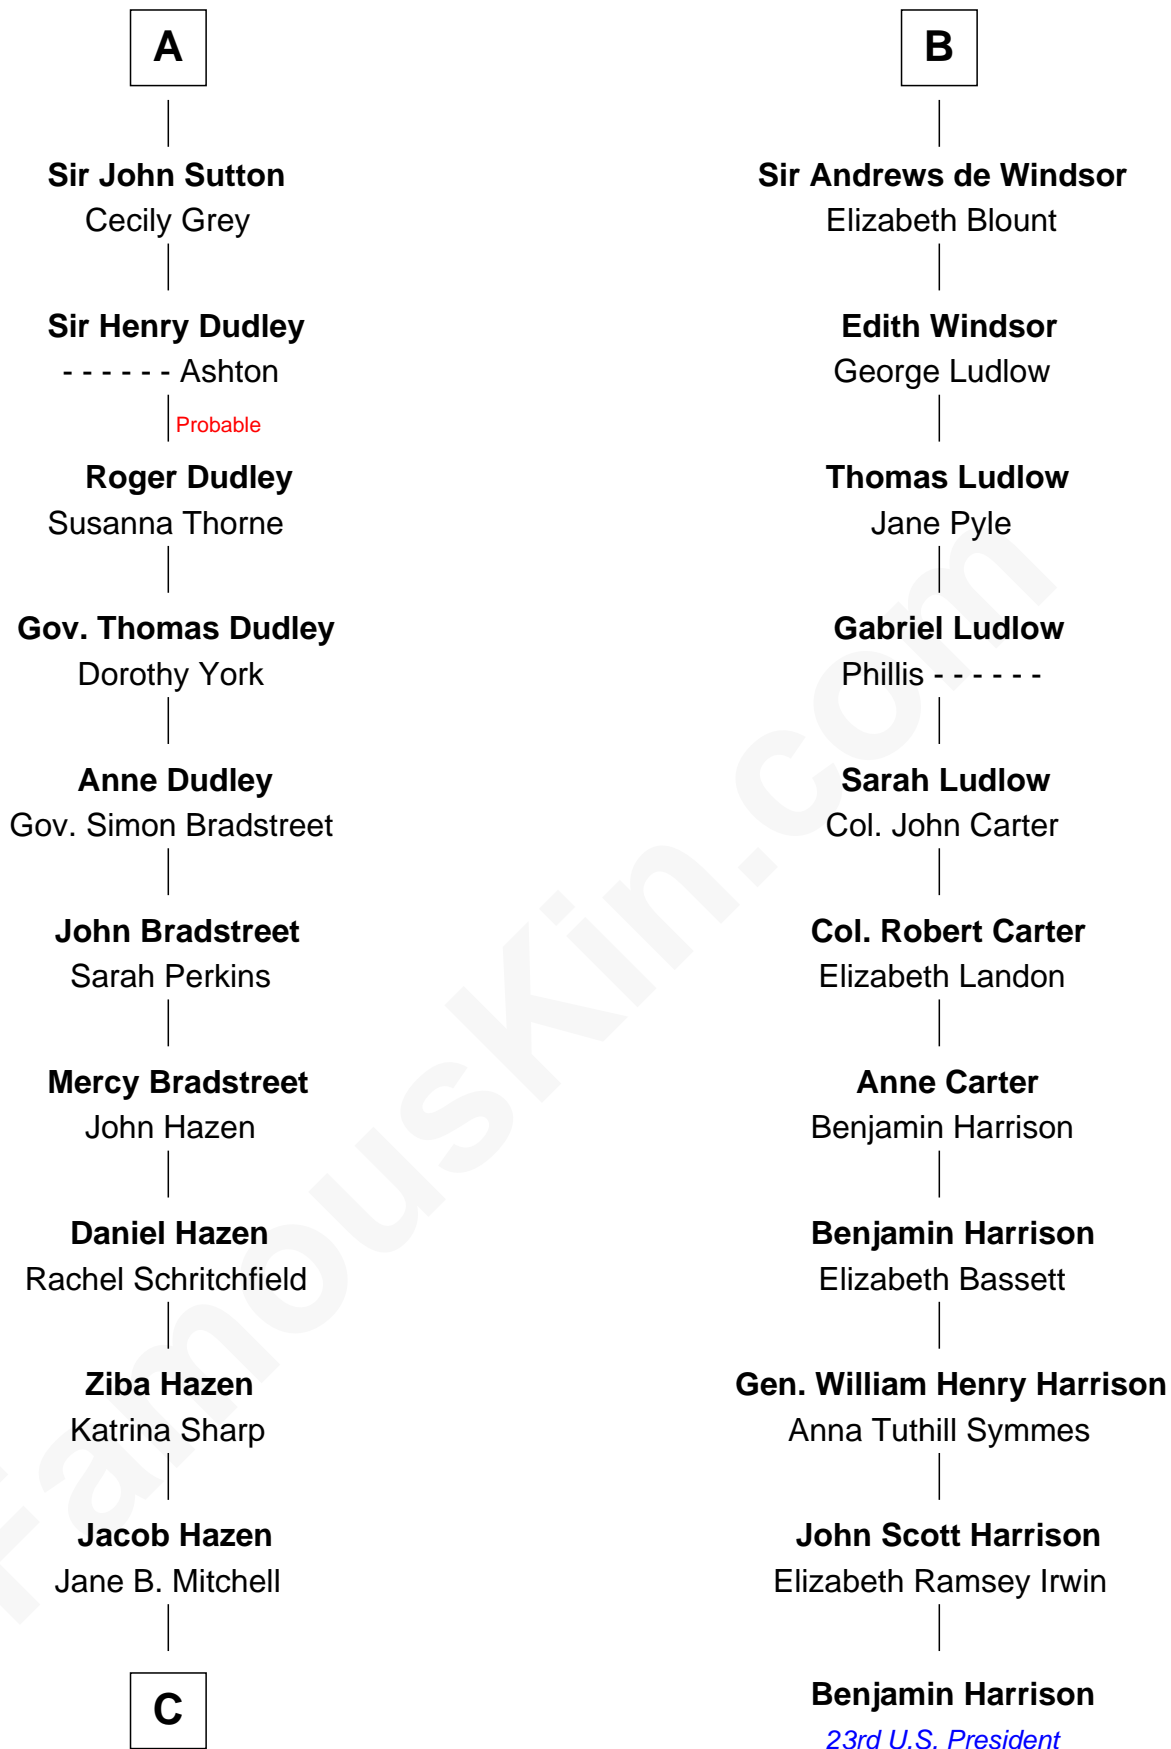 A
Sir John Sutton
Cecily Grey
Sir Henry Dudley
- - - - - - Ashton
Probable
Roger Dudley
Susanna Thorne
Gov. Thomas Dudley
Dorothy York
Anne Dudley
Gov. Simon Bradstreet
John Bradstreet
Sarah Perkins
Mercy Bradstreet
John Hazen
Daniel Hazen
Rachel Schritchfield
Ziba Hazen
Katrina Sharp
Jacob Hazen
Jane B. Mitchell
C
B
Sir Andrews de Windsor
Elizabeth Blount
Edith Windsor
George Ludlow
Thomas Ludlow
Jane Pyle
Gabriel Ludlow
Phillis - - - - - -
Sarah Ludlow
Col. John Carter
Col. Robert Carter
Elizabeth Landon
Anne Carter
Benjamin Harrison
Benjamin Harrison
Elizabeth Bassett
Gen. William Henry Harrison
Anna Tuthill Symmes
John Scott Harrison
Elizabeth Ramsey Irwin
Benjamin Harrison
23rd U.S. President
FamousKin.com